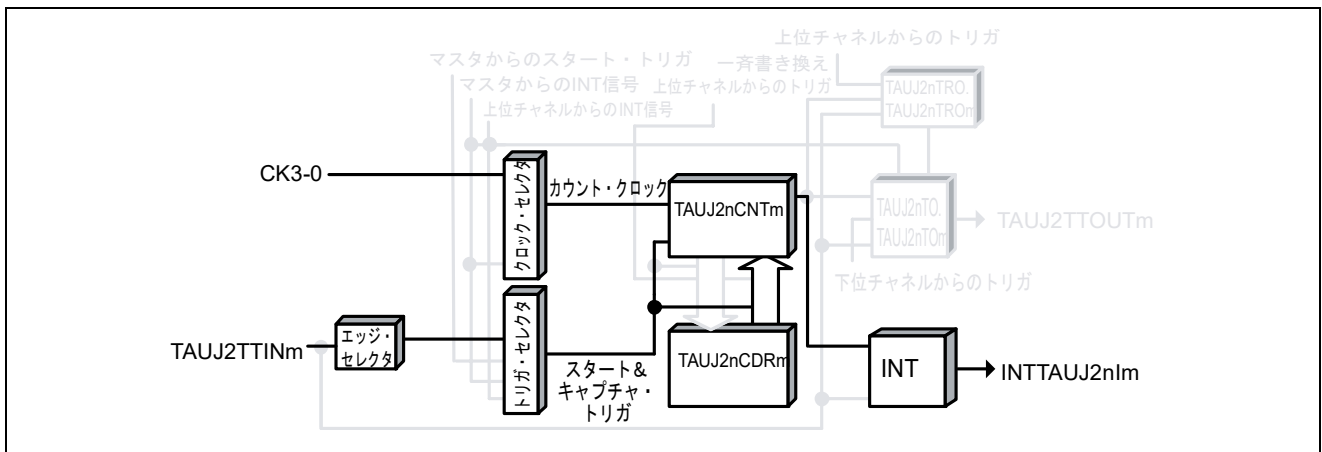 上位チャネルからのトリガ
マスタからのスタート・トリガ
一斉書き換え
マスタからのINT信号
上位チャネルからのトリガ
上位チャネルからのINT信号
TAUJ2nTRO.
TAUJ2nTROm
CK3-0
クロック・セレクタ
カウント・クロック
TAUJ2nCNTm
TAUJ2nTO.
TAUJ2nTOm
TAUJ2TTOUTm
下位チャネルからのトリガ
TAUJ2TTINm
エッジ・
セレクタ
トリガ・セレクタ
スタート&
キャプチャ・
トリガ
TAUJ2nCDRm
INT
INTTAUJ2nIm